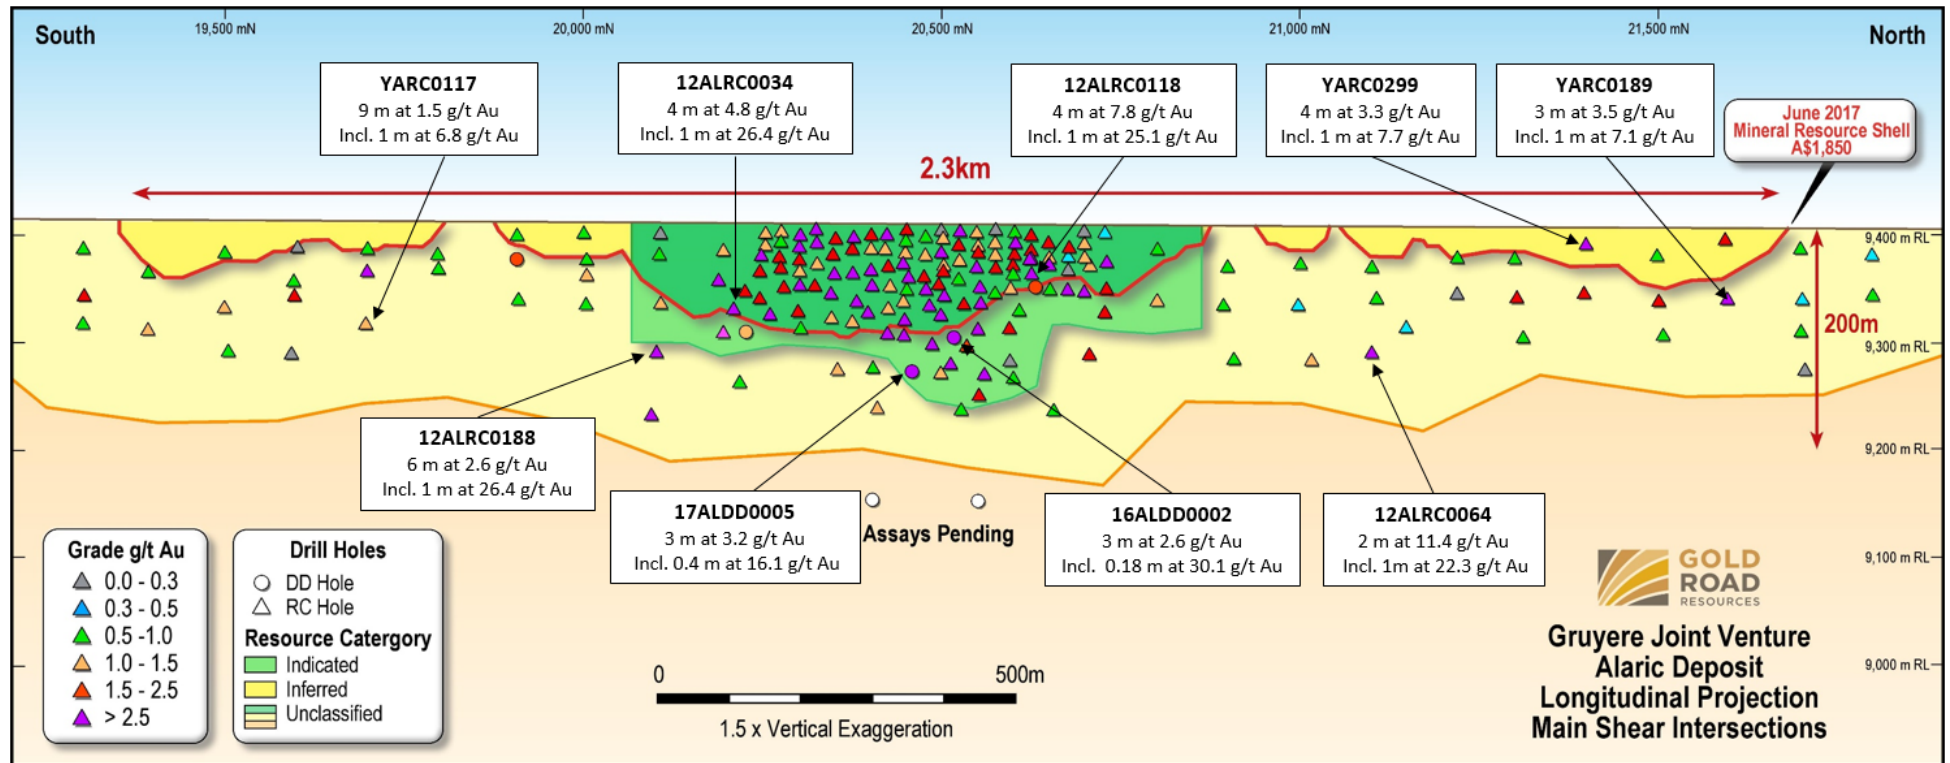 South
19,500 mN
20,000 mN
20,500 mN
21,000 mN
21,500 mN
North
YARC0117
9 m at 1.5 g/t Au
Incl. 1 m at 6.8 g/t Au
12ALRC0034
4 m at 4.8 g/t Au
Incl. 1 m at 26.4 g/t Au
12ALRC0118
4 m at 7.8 g/t Au
Incl. 1 m at 25.1 g/t Au
YARC0299
4 m at 3.3 g/t Au
Incl. 1 m at 7.7 g/t Au
YARC0189
3 m at 3.5 g/t Au
Incl. 1 m at 7.1 g/t Au
June 2017
Mineral Resource Shell
A$1,850
2.3km
9,400 m RL
200m
9,300 m RL
9,200 m RL
9,100 m RL
9,000 m RL
12ALRC0188
6 m at 2.6 g/t Au
Incl. 1 m at 26.4 g/t Au
17ALDD0005
3 m at 3.2 g/t Au
Incl. 0.4 m at 16.1 g/t Au
Assays Pending
16ALDD0002
3 m at 2.6 g/t Au
Incl. 0.18 m at 30.1 g/t Au
12ALRC0064
2 m at 11.4 g/t Au
Incl. 1m at 22.3 g/t Au
Grade g/t Au
0.0 - 0.3
0.3 - 0.5
0.5 -1.0
1.0 - 1.5
1.5 - 2.5
> 2.5
Drill Holes
DD Hole
RC Hole
Resource Catergory
Indicated
Inferred
Unclassified
0 500m
1.5 x Vertical Exaggeration
GOLD
ROAD
RESOURCES
Gruyere Joint Venture
Alaric Deposit
Longitudinal Projection
Main Shear Intersections